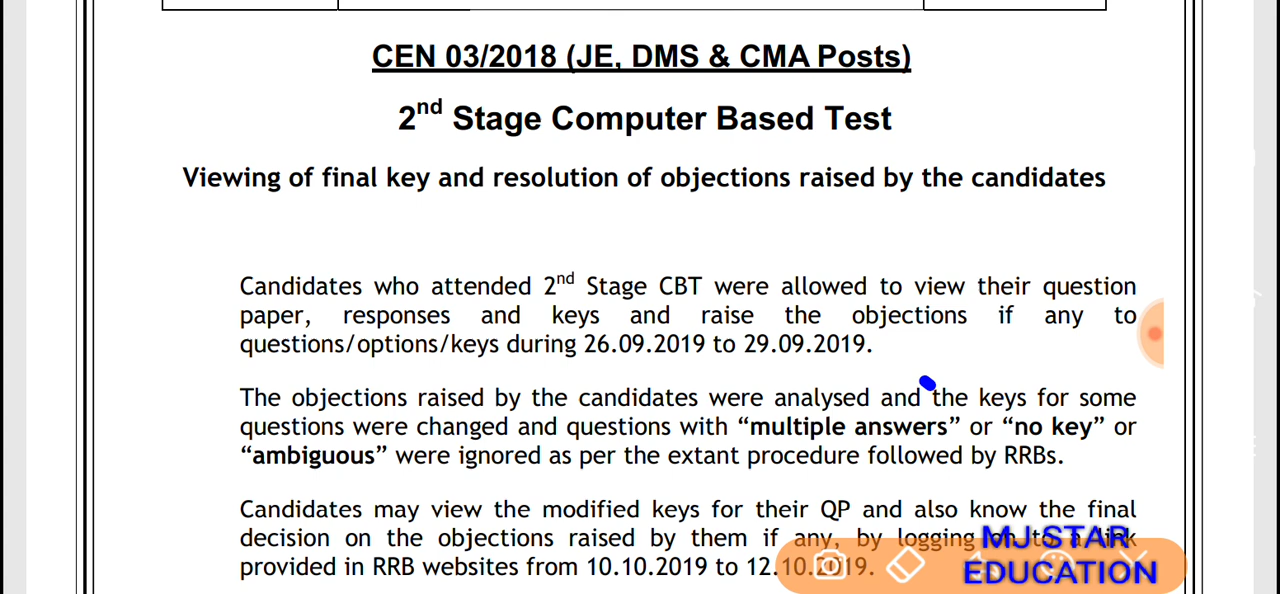 CEN 03/2018 (JE, DMS & CMA Posts)
2nd Stage Computer Based Test
Viewing of final key and resolution of objections raised by the candidates
Candidates who attended 2nd Stage CBT were allowed to view their question
paper, responses and keys and raise the objections if any to
questions/options/keys during 26.09.2019 to 29.09.2019.
The objections raised by the candidates were analysed and the keys for some
questions were changed and questions with “multiple answers” or “no key” or
“ambiguous” were ignored as per the extant procedure followed by RRBs.
Candidates may view the modified keys for their QP and also know the final
decision on the objections raised by them if any, by logging on to a link
provided in RRB websites from 10.10.2019 to 12.10.2019.
MJ STAR
EDUCATION